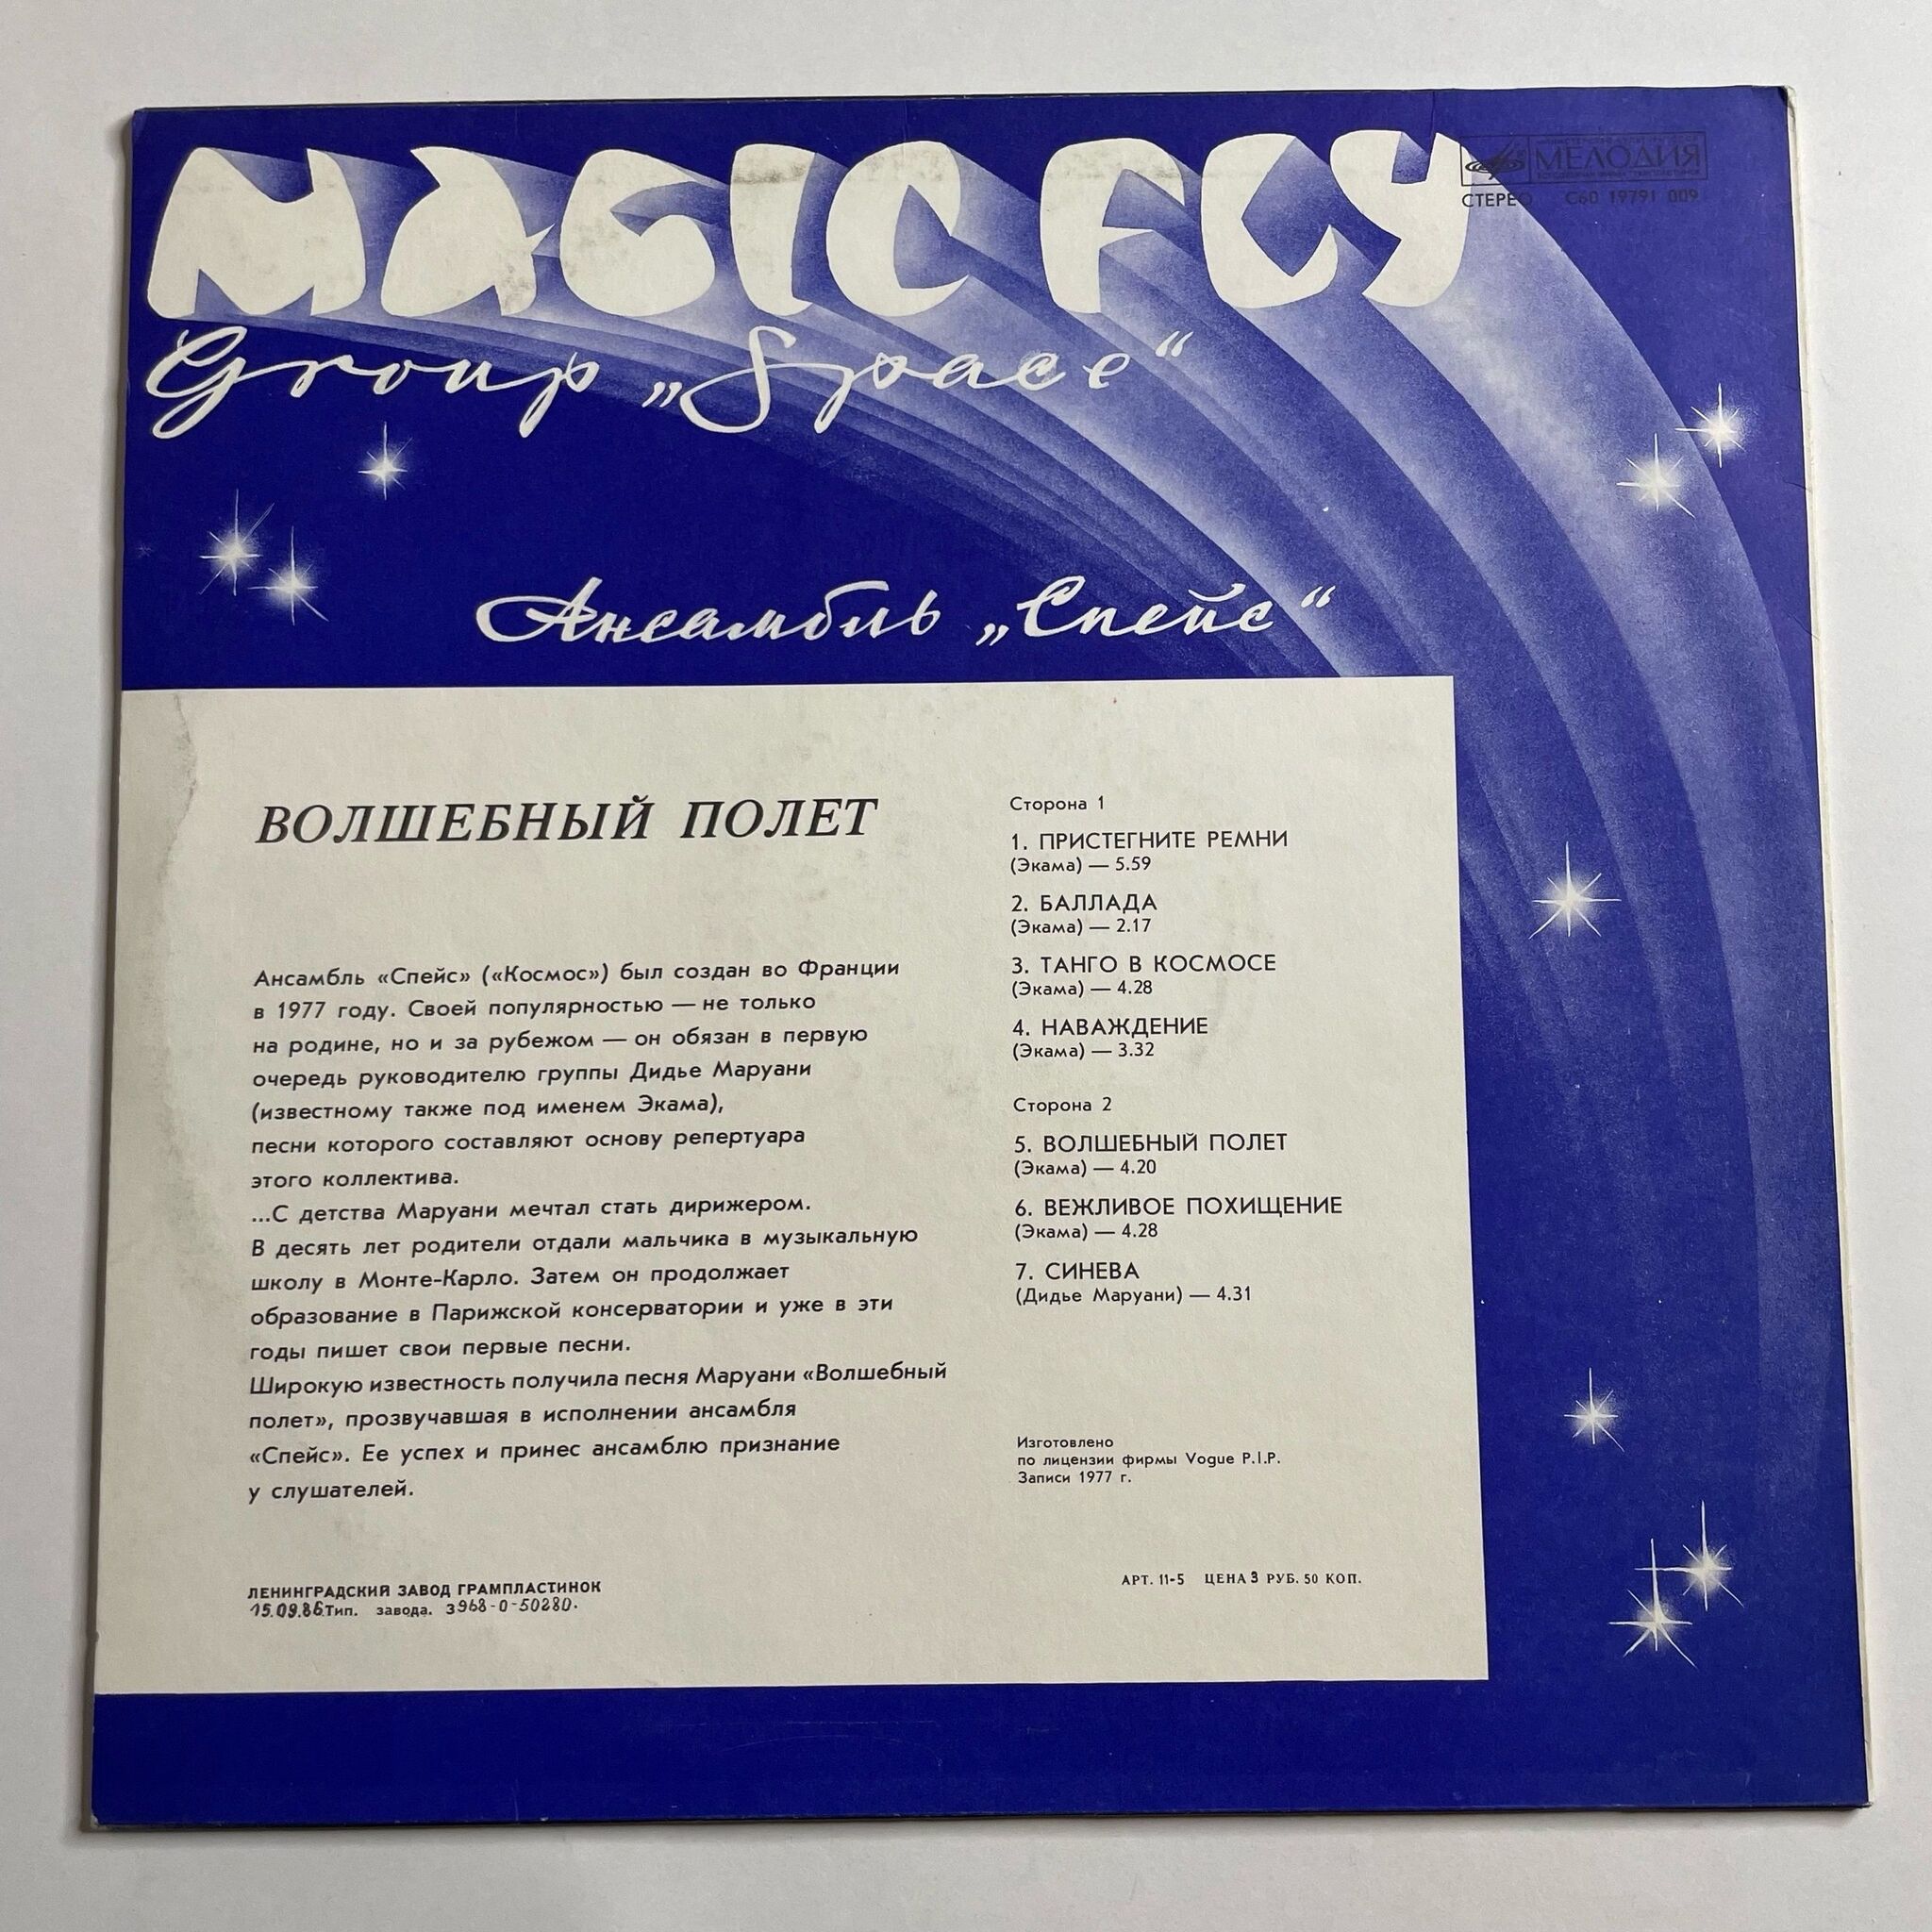 MAGIC FLY
МЕЛОДИЯ
СТЕРЕО С60 19791 009
Group „Space“
Ансамбль „Спейс“
ВОЛШЕБНЫЙ ПОЛЕТ
Ансамбль «Спейс» («Космос») был создан во Франции
в 1977 году. Своей популярностью — не только
на родине, но и за рубежом — он обязан в первую
очередь руководителю группы Дидье Маруани
(известному также под именем Экама),
песни которого составляют основу репертуара
этого коллектива.
...С детства Маруани мечтал стать дирижером.
В десять лет родители отдали мальчика в музыкальную
школу в Монте-Карло. Затем он продолжает
образование в Парижской консерватории и уже в эти
годы пишет свои первые песни.
Широкую известность получила песня Маруани «Волшебный
полет», прозвучавшая в исполнении ансамбля
«Спейс». Ее успех и принес ансамблю признание
у слушателей.
Сторона 1
1. ПРИСТЕГНИТЕ РЕМНИ
(Экама) — 5.59
2. БАЛЛАДА
(Экама) — 2.17
3. ТАНГО В КОСМОСЕ
(Экама) — 4.28
4. НАВАЖДЕНИЕ
(Экама) — 3.32
Сторона 2
5. ВОЛШЕБНЫЙ ПОЛЕТ
(Экама) — 4.20
6. ВЕЖЛИВОЕ ПОХИЩЕНИЕ
(Экама) — 4.28
7. СИНЕВА
(Дидье Маруани) — 4.31
Изготовлено
по лицензии фирмы Vogue P.I.P.
Записи 1977 г.
ЛЕНИНГРАДСКИЙ ЗАВОД ГРАМПЛАСТИНОК
15.09.86 Тип. завода. З968-0-50280.
АРТ. 11-5 ЦЕНА 3 РУБ. 50 КОП.